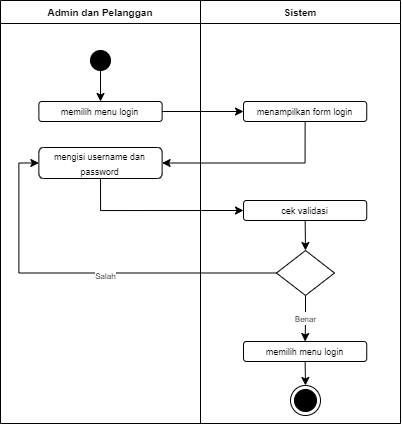 Admin dan Pelanggan
Sistem
memilih menu login
menampilkan form login
mengisi username dan
password
cek validasi
Salah
Benar
memilih menu login